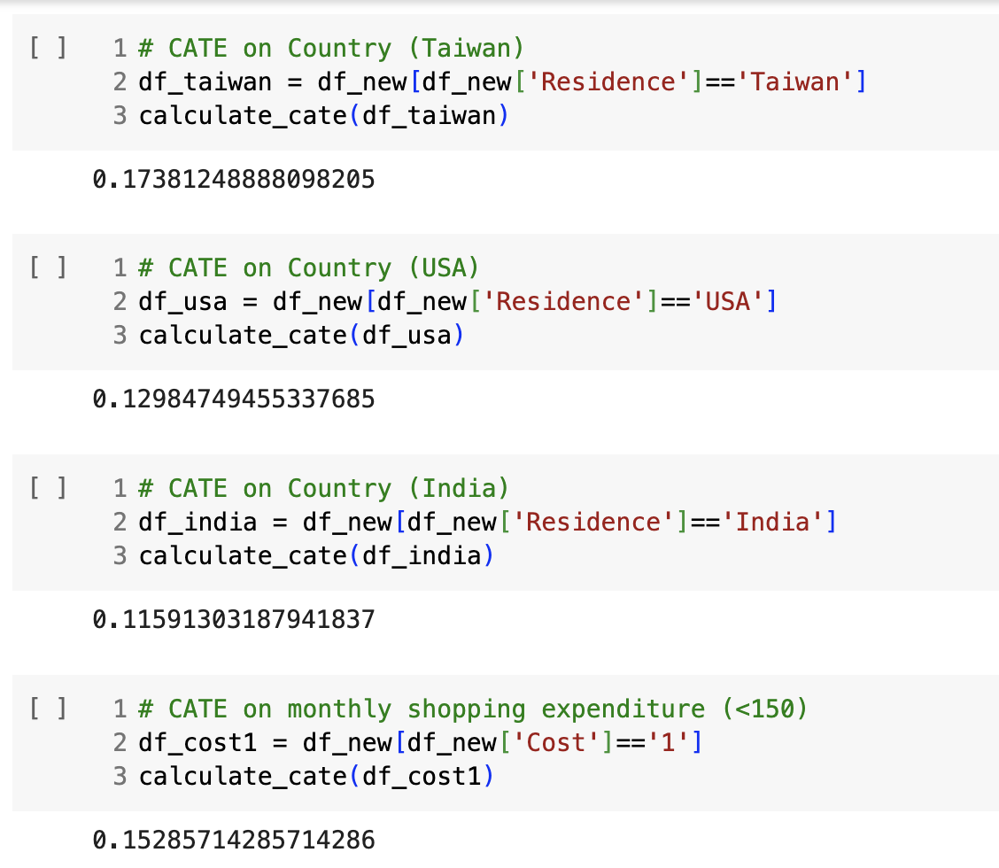 [ ] 1 # CATE on Country (Taiwan)
2 df_taiwan = df_new[df_new['Residence']=='Taiwan']
3 calculate_cate(df_taiwan)
0.17381248888098205
[ ] 1 # CATE on Country (USA)
2 df_usa = df_new[df_new['Residence']=='USA']
3 calculate_cate(df_usa)
0.12984749455337685
[ ] 1 # CATE on Country (India)
2 df_india = df_new[df_new['Residence']=='India']
3 calculate_cate(df_india)
0.11591303187941837
[ ] 1 # CATE on monthly shopping expenditure (<150)
2 df_cost1 = df_new[df_new['Cost']=='1']
3 calculate_cate(df_cost1)
0.15285714285714286